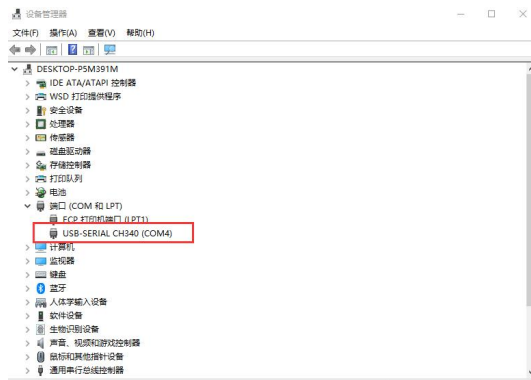 设备管理器
文件(F) 操作(A) 查看(V) 帮助(H)
DESKTOP-P5M391M
IDE ATA/ATAPI 控制器
WSD 打印提供程序
安全设备
处理器
传感器
磁盘驱动器
存储控制器
打印队列
电池
端口 (COM 和 LPT)
ECP 打印机端口 (LPT1)
USB-SERIAL CH340 (COM4)
计算机
监视器
键盘
蓝牙
人体学输入设备
软件设备
生物识别设备
声音、视频和游戏控制器
鼠标和其他指针设备
通用串行总线控制器